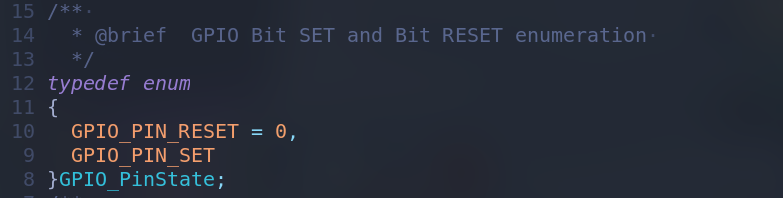 15 /**
14   * @brief  GPIO Bit SET and Bit RESET enumeration
13   */
12 typedef enum
11 {
10   GPIO_PIN_RESET = 0,
9   GPIO_PIN_SET
8 }GPIO_PinState;